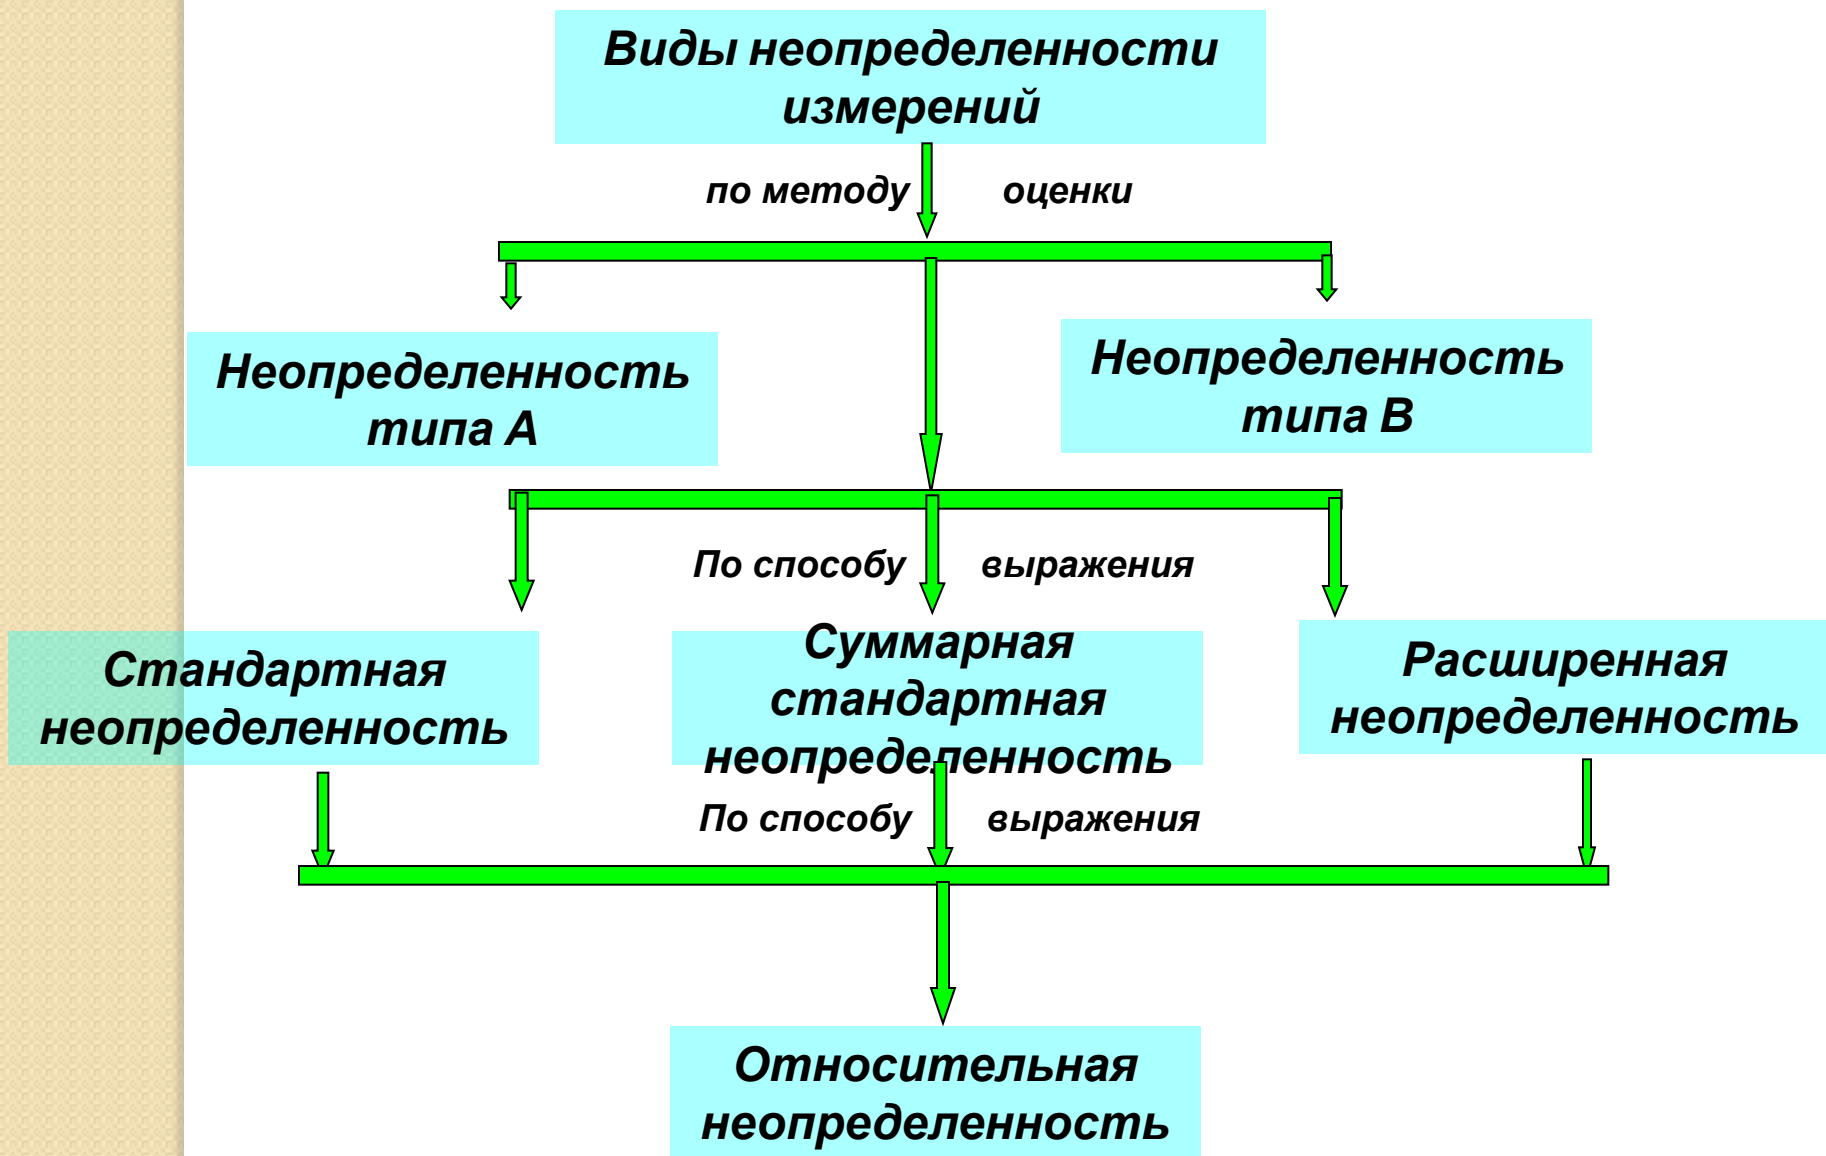 Виды неопределенности
измерений
по методу оценки
Неопределенность
типа А
Неопределенность
типа В
По способу выражения
Стандартная
неопределенность
Суммарная
стандартная
неопределенность
Расширенная
неопределенность
По способу выражения
Относительная
неопределенность